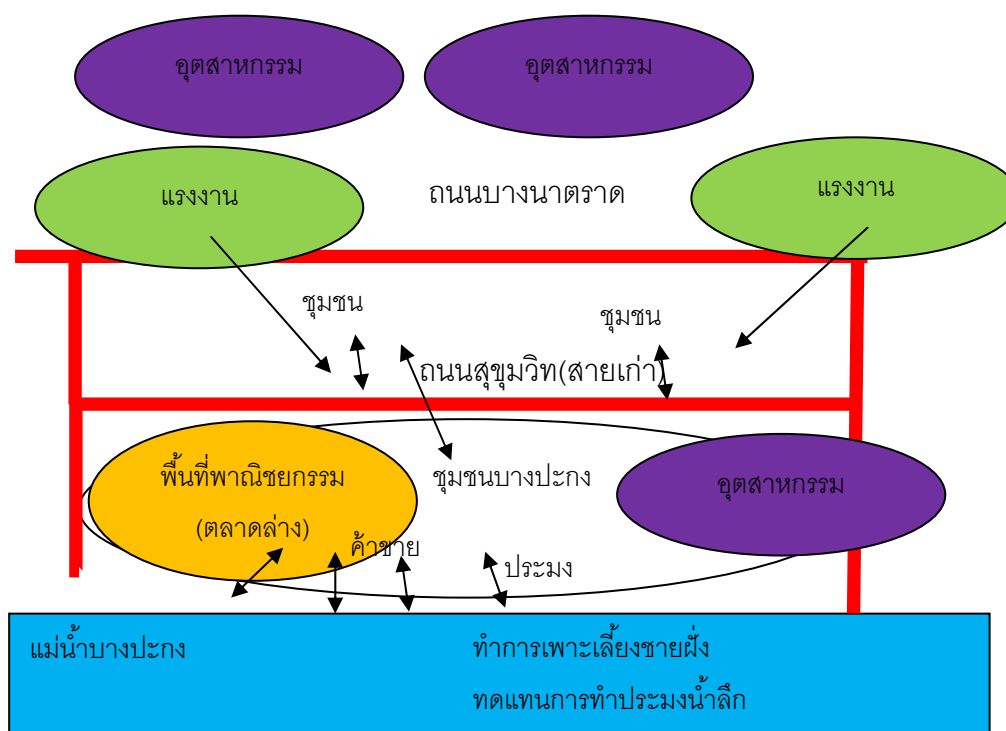 อุตสาหกรรม
อุตสาหกรรม
แรงงาน
ถนนบางนาตราด
แรงงาน
ชุมชน
ชุมชน
ถนนสุขุมวิท(สายเก่า)
พื้นที่พาณิชยกรรม
(ตลาดล่าง)
ชุมชนบางปะกง
อุตสาหกรรม
ค้าขาย
ประมง
แม่น้ำบางปะกง
ทำการเพาะเลี้ยงชายฝั่ง
ทดแทนการทำประมงน้ำลึก